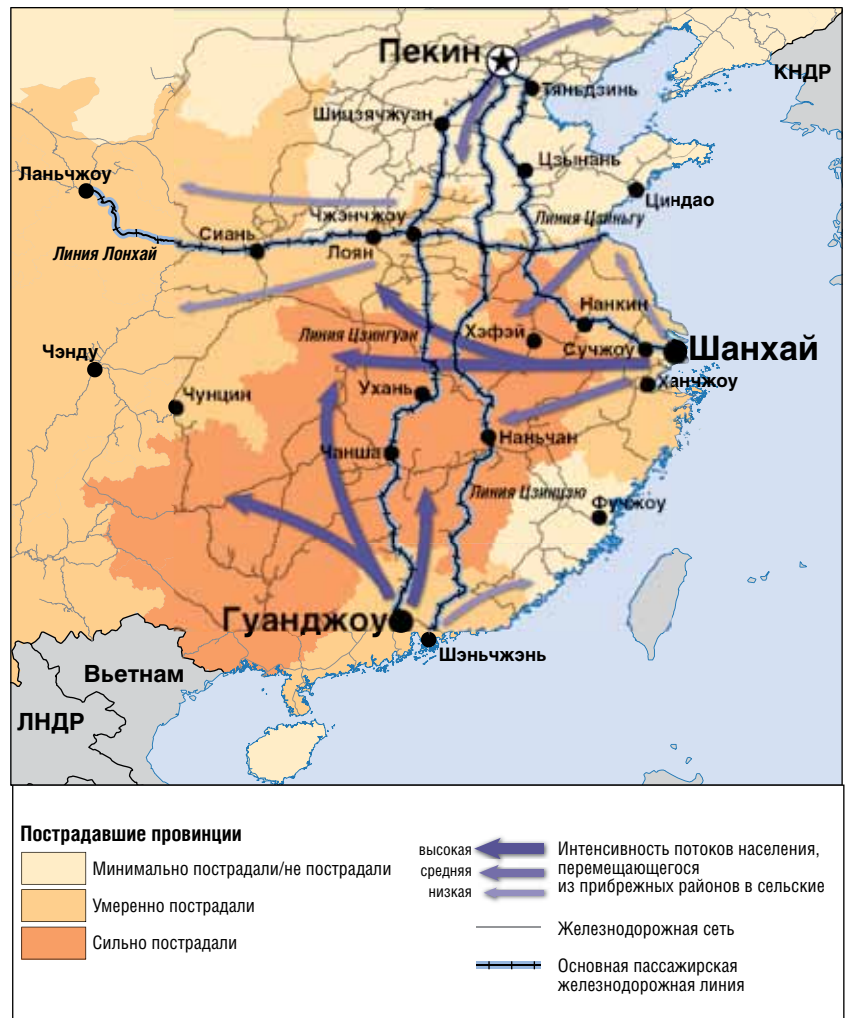 Пекин
КНДР
Тяньдзинь
Шицзячжуан
Цзынань
Ланьчжоу
Циндао
Чжэнчжоу
Линия Цзиньгу
Сиань
Лоян
Линия Лонхай
Нанкин
Хэфэй
Линия Цзингуан
Сучжоу
Шанхай
Чэнду
Ханчжоу
Ухань
Чунцин
Наньчан
Чанша
Линия Цзинцзю
Фучжоу
Гуанджоу
Шэньчжэнь
Вьетнам
ЛНДР
Пострадавшие провинции
Минимально пострадали/не пострадали
Умеренно пострадали
Сильно пострадали
высокая
средняя
низкая
Интенсивность потоков населения,
перемещающегося
из прибрежных районов в сельские
Железнодорожная сеть
Основная пассажирская
железнодорожная линия